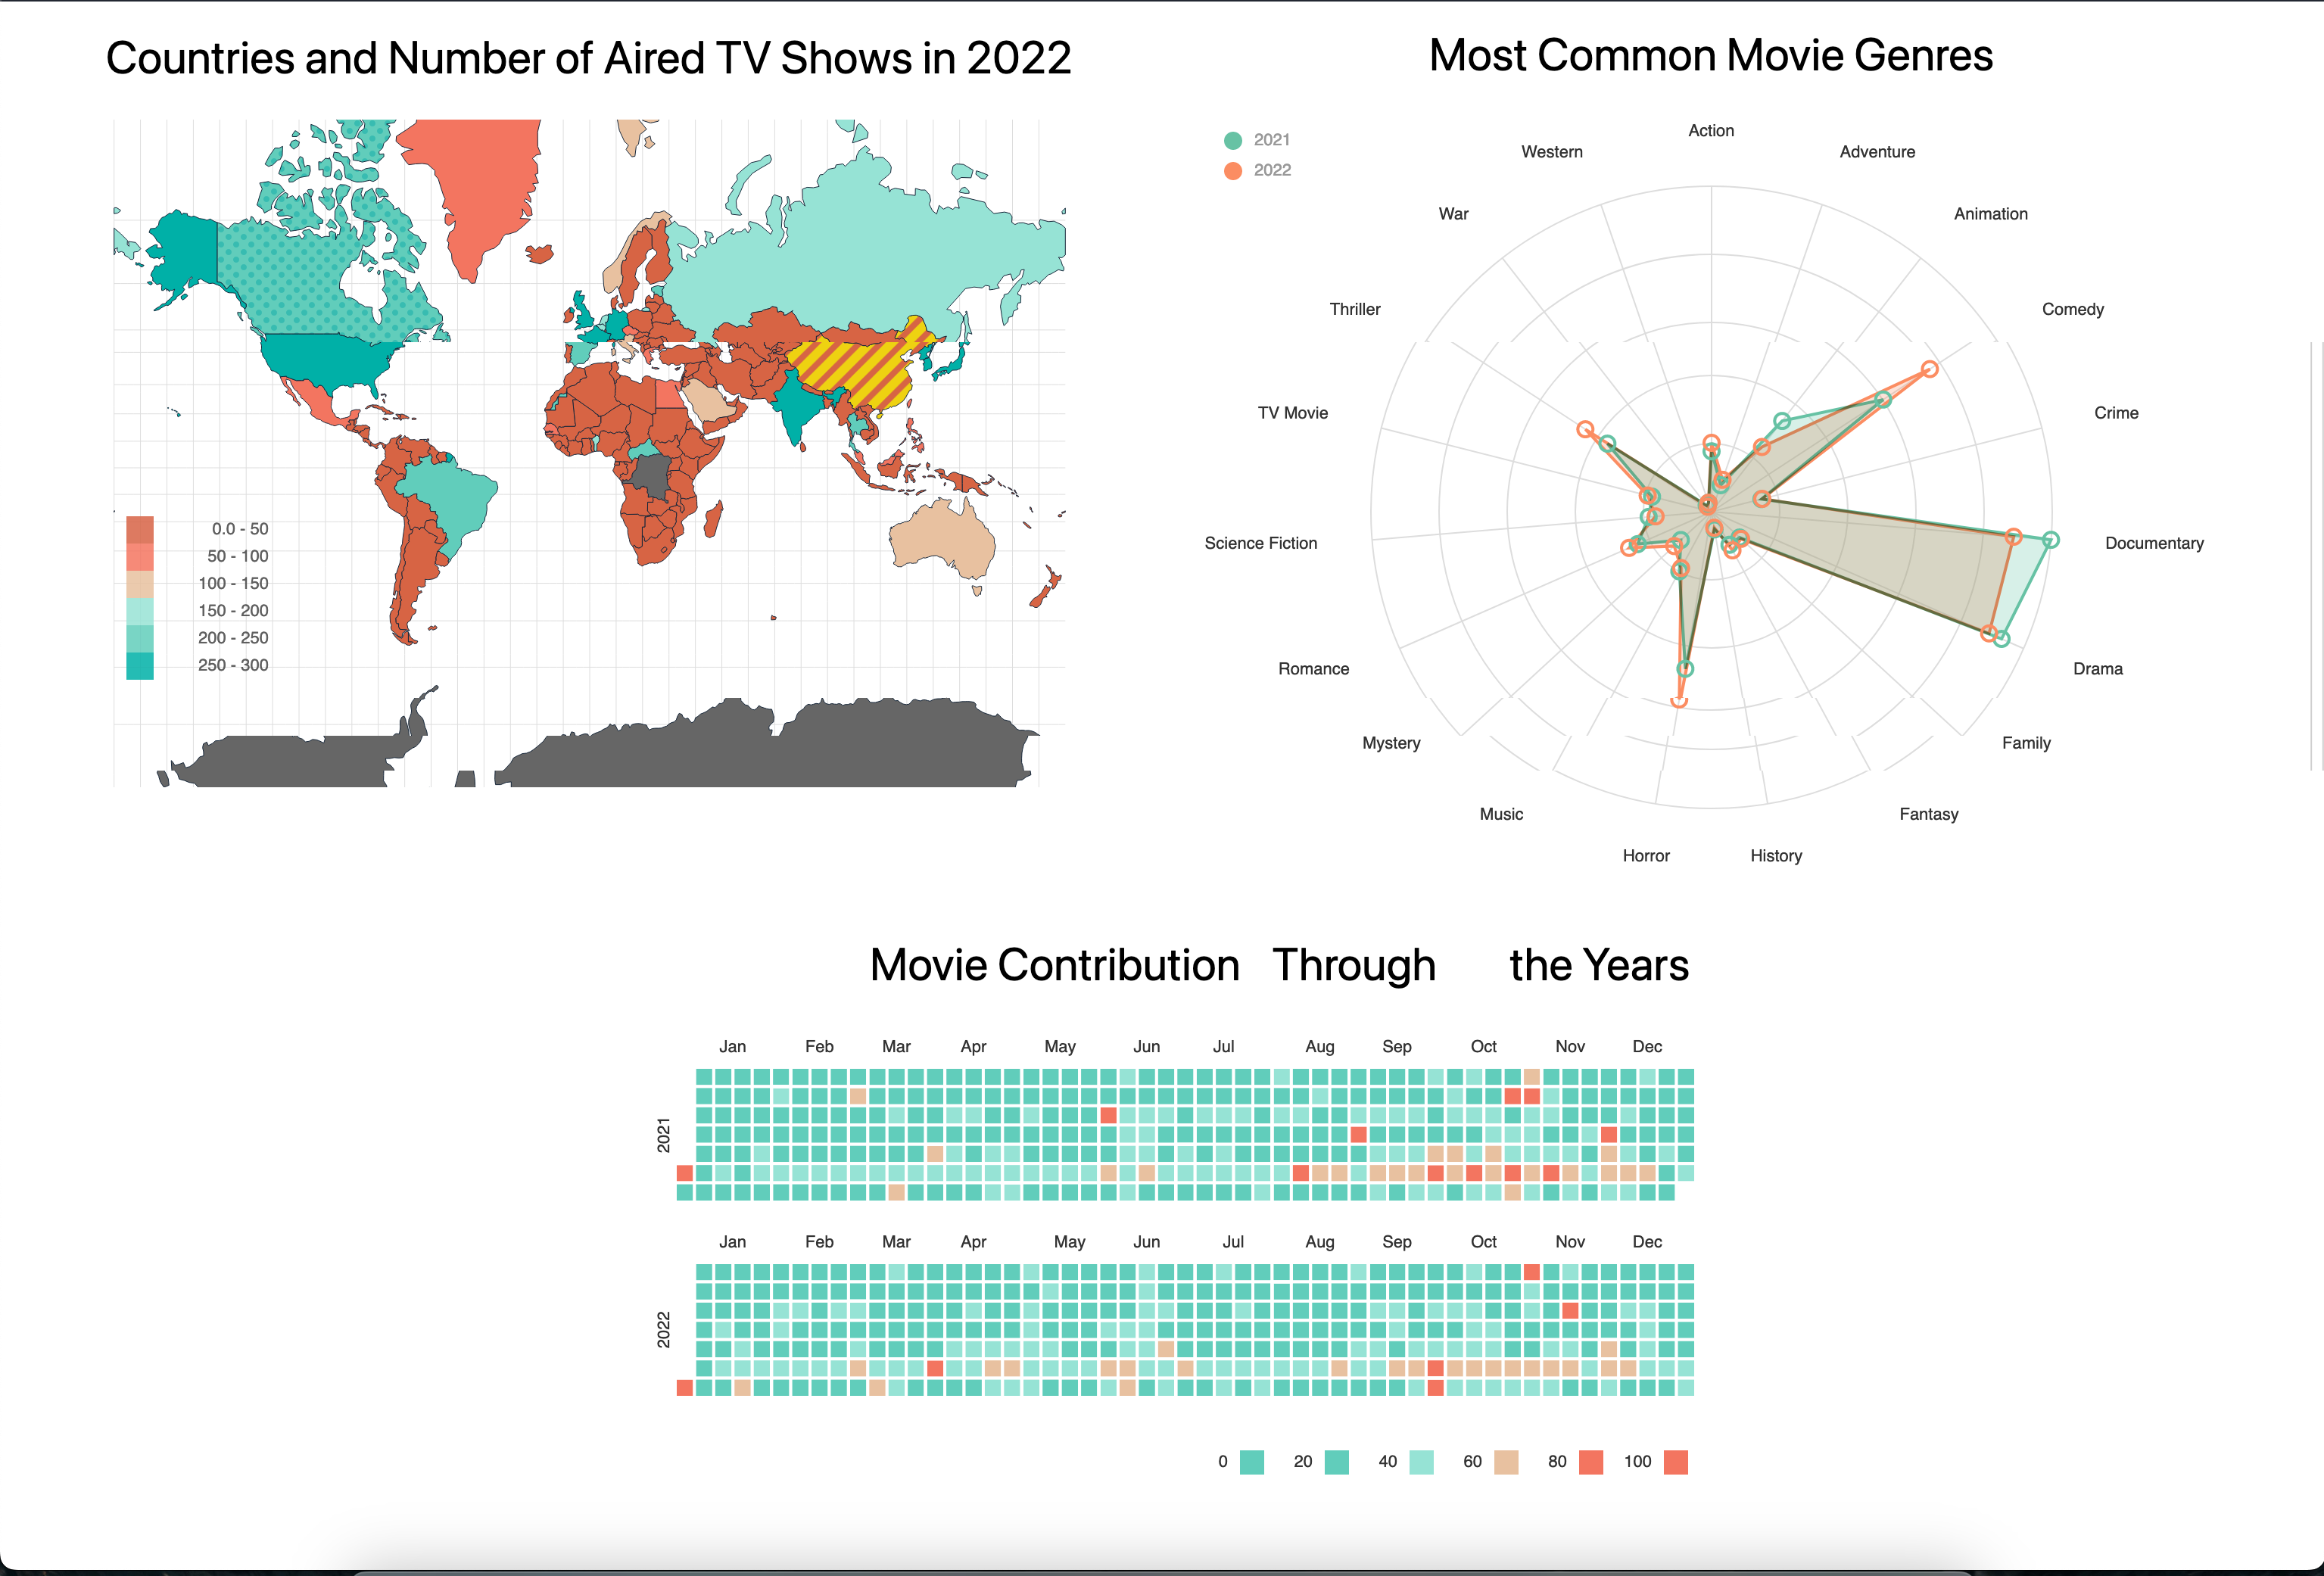 Countries and Number of Aired TV Shows in 2022
0.0 - 50
50 - 100
100 - 150
150 - 200
200 - 250
250 - 300
Most Common Movie Genres
2021
2022
Action
Adventure
Animation
Comedy
Crime
Documentary
Drama
Family
Fantasy
History
Horror
Music
Mystery
Romance
Science Fiction
TV Movie
Thriller
War
Western
Movie Contribution Through the Years
Jan Feb Mar Apr May Jun Jul Aug Sep Oct Nov Dec
2021
Jan Feb Mar Apr May Jun Jul Aug Sep Oct Nov Dec
2022
0 20 40 60 80 100